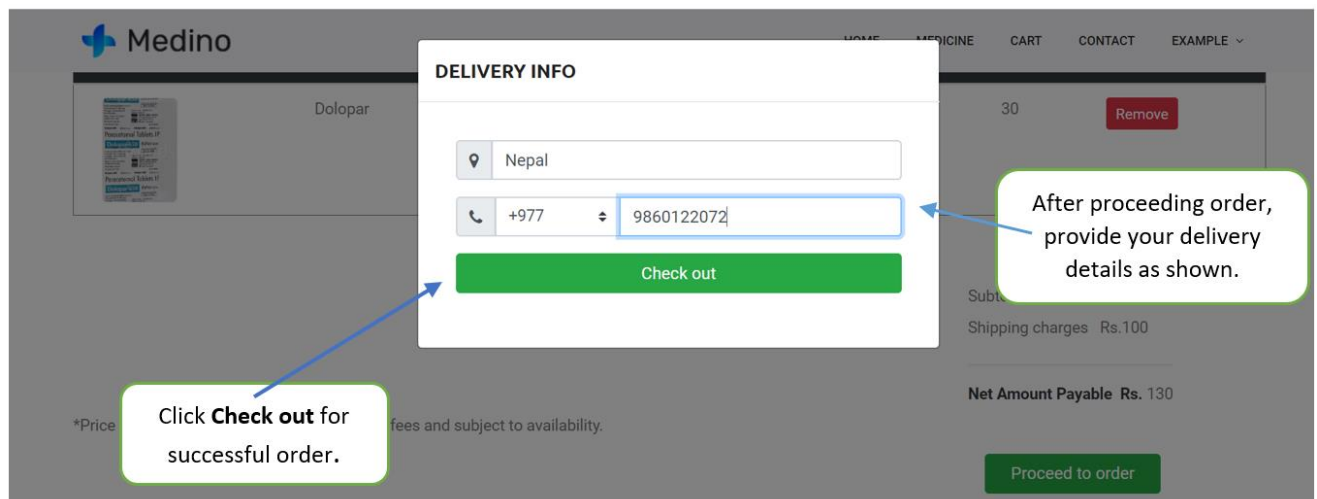 Medino
HOME MEDICINE CART CONTACT EXAMPLE
DELIVERY INFO
Dolopar
30
Remove
Nepal
+977 9860122072
After proceeding order,
provide your delivery
details as shown.
Check out
Shipping charges Rs.100
Net Amount Payable Rs. 130
Click Check out for
successful order.
*Price fees and subject to availability.
Proceed to order